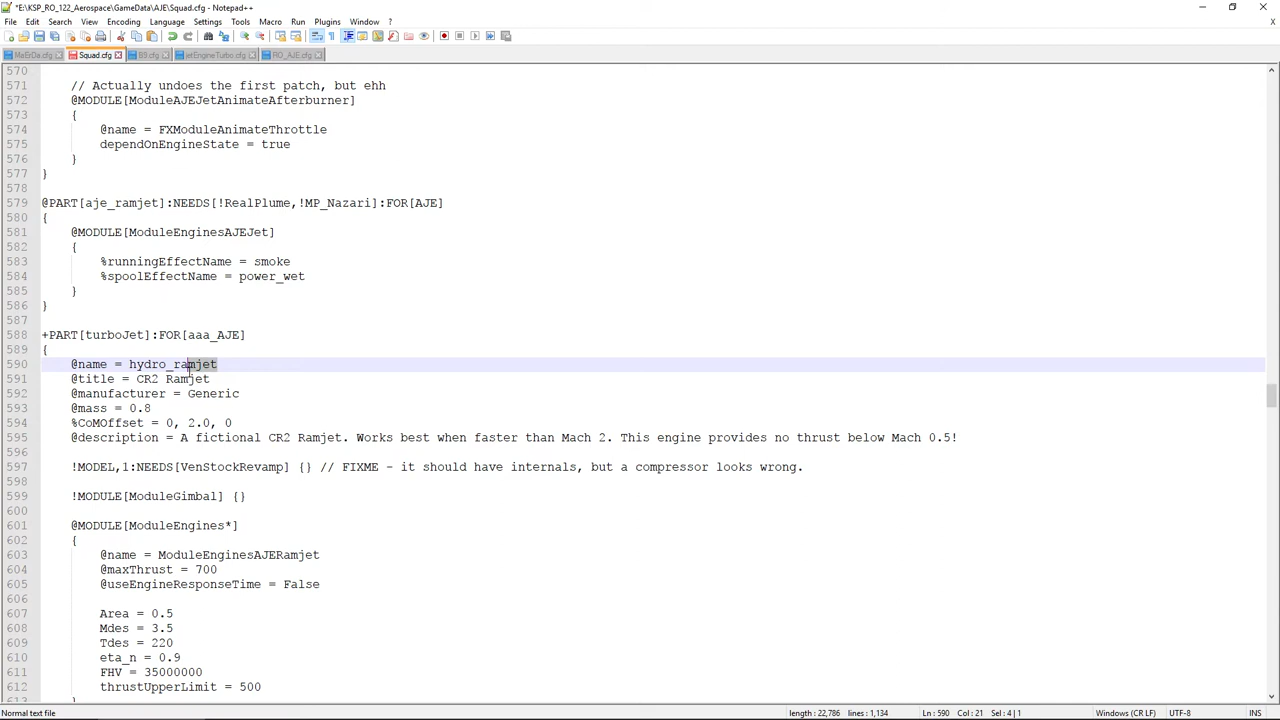 *E:\KSP_RO_122_Aerospace\GameData\AJE\Squad.cfg - Notepad++
File Edit Search View Encoding Language Settings Tools Macro Run Plugins Window ?
MaErDa.cfg Squad.cfg B9.cfg jetEngineTurbo.cfg RO_AJE.cfg
570
571 // Actually undoes the first patch, but ehh
572 @MODULE[ModuleAJEJetAnimateAfterburner]
573 {
574 @name = FXModuleAnimateThrottle
575 dependOnEngineState = true
576 }
577 }
578
579 @PART[aje_ramjet]:NEEDS[!RealPlume,!MP_Nazari]:FOR[AJE]
580 {
581 @MODULE[ModuleEnginesAJEJet]
582 {
583 %runningEffectName = smoke
584 %spoolEffectName = power_wet
585 }
586 }
587
588 +PART[turboJet]:FOR[aaa_AJE]
589 {
590 @name = hydro_ramjet
591 @title = CR2 Ramjet
592 @manufacturer = Generic
593 @mass = 0.8
594 %CoMOffset = 0, 2.0, 0
595 @description = A fictional CR2 Ramjet. Works best when faster than Mach 2. This engine provides no thrust below Mach 0.5!
596
597 !MODEL,1:NEEDS[VenStockRevamp] {} // FIXME - it should have internals, but a compressor looks wrong.
598
599 !MODULE[ModuleGimbal] {}
600
601 @MODULE[ModuleEngines*]
602 {
603 @name = ModuleEnginesAJERamjet
604 @maxThrust = 700
605 @useEngineResponseTime = False
606
607 Area = 0.5
608 Mdes = 3.5
609 Tdes = 220
610 eta_n = 0.9
611 FHV = 35000000
612 thrustUpperLimit = 500
613 }
Normal text file length : 22,786 lines : 1,134 Ln : 590 Col : 21 Sel : 4 | 1 Windows (CR LF) UTF-8 INS